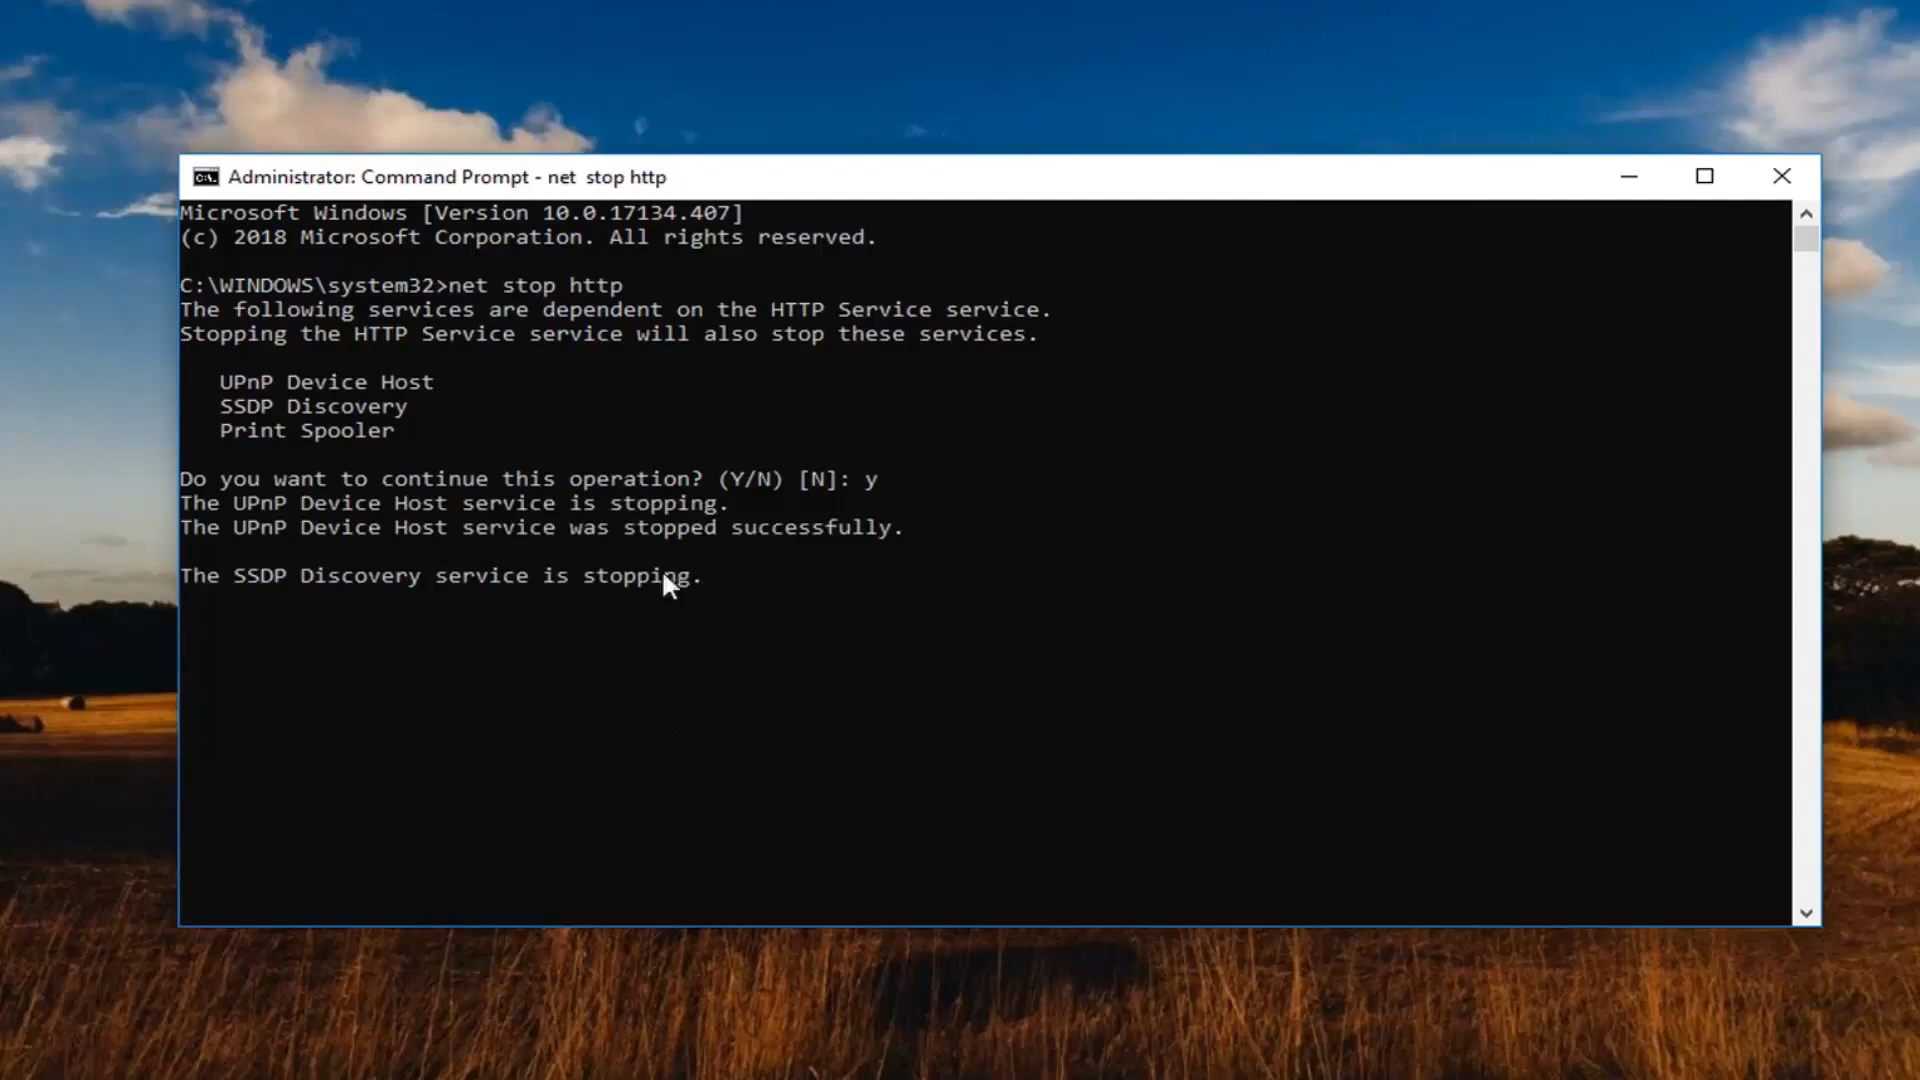 Administrator: Command Prompt - net  stop http
Microsoft Windows [Version 10.0.17134.407]
(c) 2018 Microsoft Corporation. All rights reserved.
C:\WINDOWS\system32>net stop http
The following services are dependent on the HTTP Service service.
Stopping the HTTP Service service will also stop these services.
UPnP Device Host
SSDP Discovery
Print Spooler
Do you want to continue this operation? (Y/N) [N]: y
The UPnP Device Host service is stopping.
The UPnP Device Host service was stopped successfully.
The SSDP Discovery service is stopping.